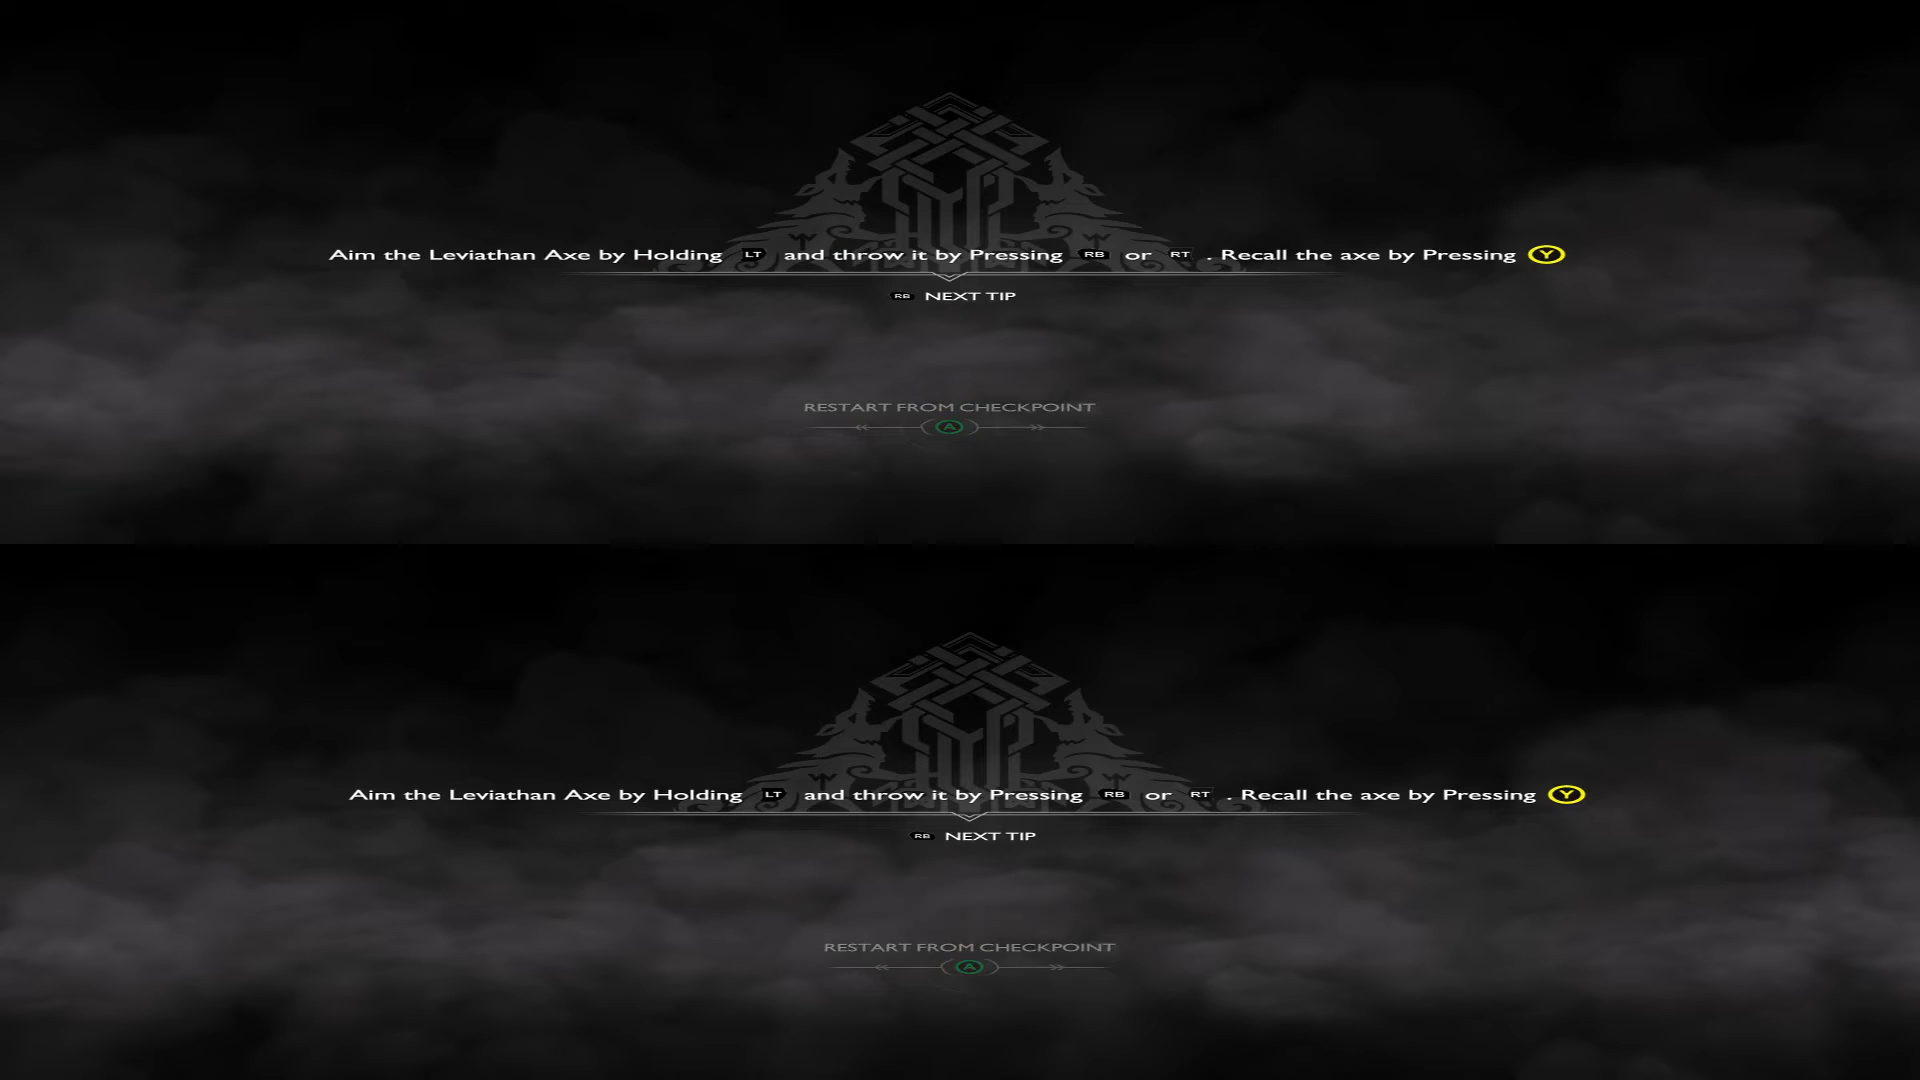 Aim the Leviathan Axe by Holding LT and throw it by Pressing RB or RT . Recall the axe by Pressing Y
RB NEXT TIP
RESTART FROM CHECKPOINT
A
Aim the Leviathan Axe by Holding LT and throw it by Pressing RB or RT . Recall the axe by Pressing Y
RB NEXT TIP
RESTART FROM CHECKPOINT
A